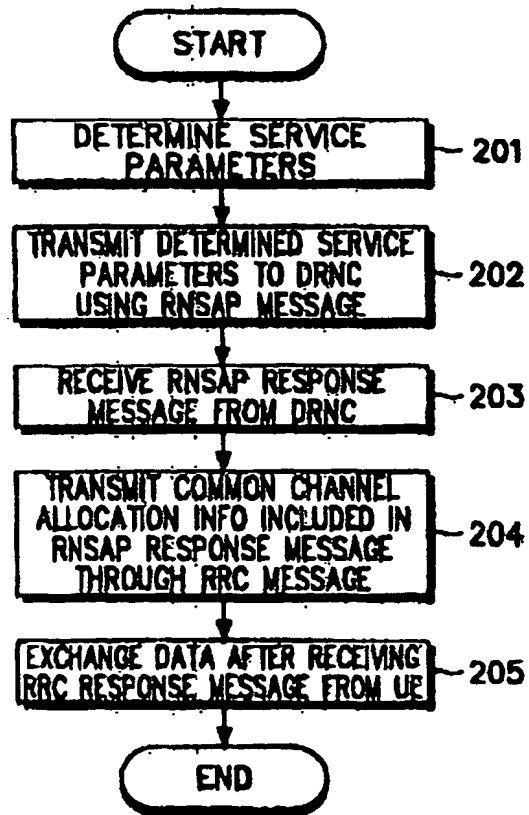 START
DETERMINE SERVICE
PARAMETERS
201
TRANSMIT DETERMINED SERVICE
PARAMETERS TO DRNC
USING RNSAP MESSAGE
202
RECEIVE RNSAP RESPONSE
MESSAGE FROM DRNC
203
TRANSMIT COMMON CHANNEL
ALLOCATION INFO INCLUDED IN
RNSAP RESPONSE MESSAGE
THROUGH RRC MESSAGE
204
EXCHANGE DATA AFTER RECEIVING
RRC RESPONSE MESSAGE FROM UE
205
END